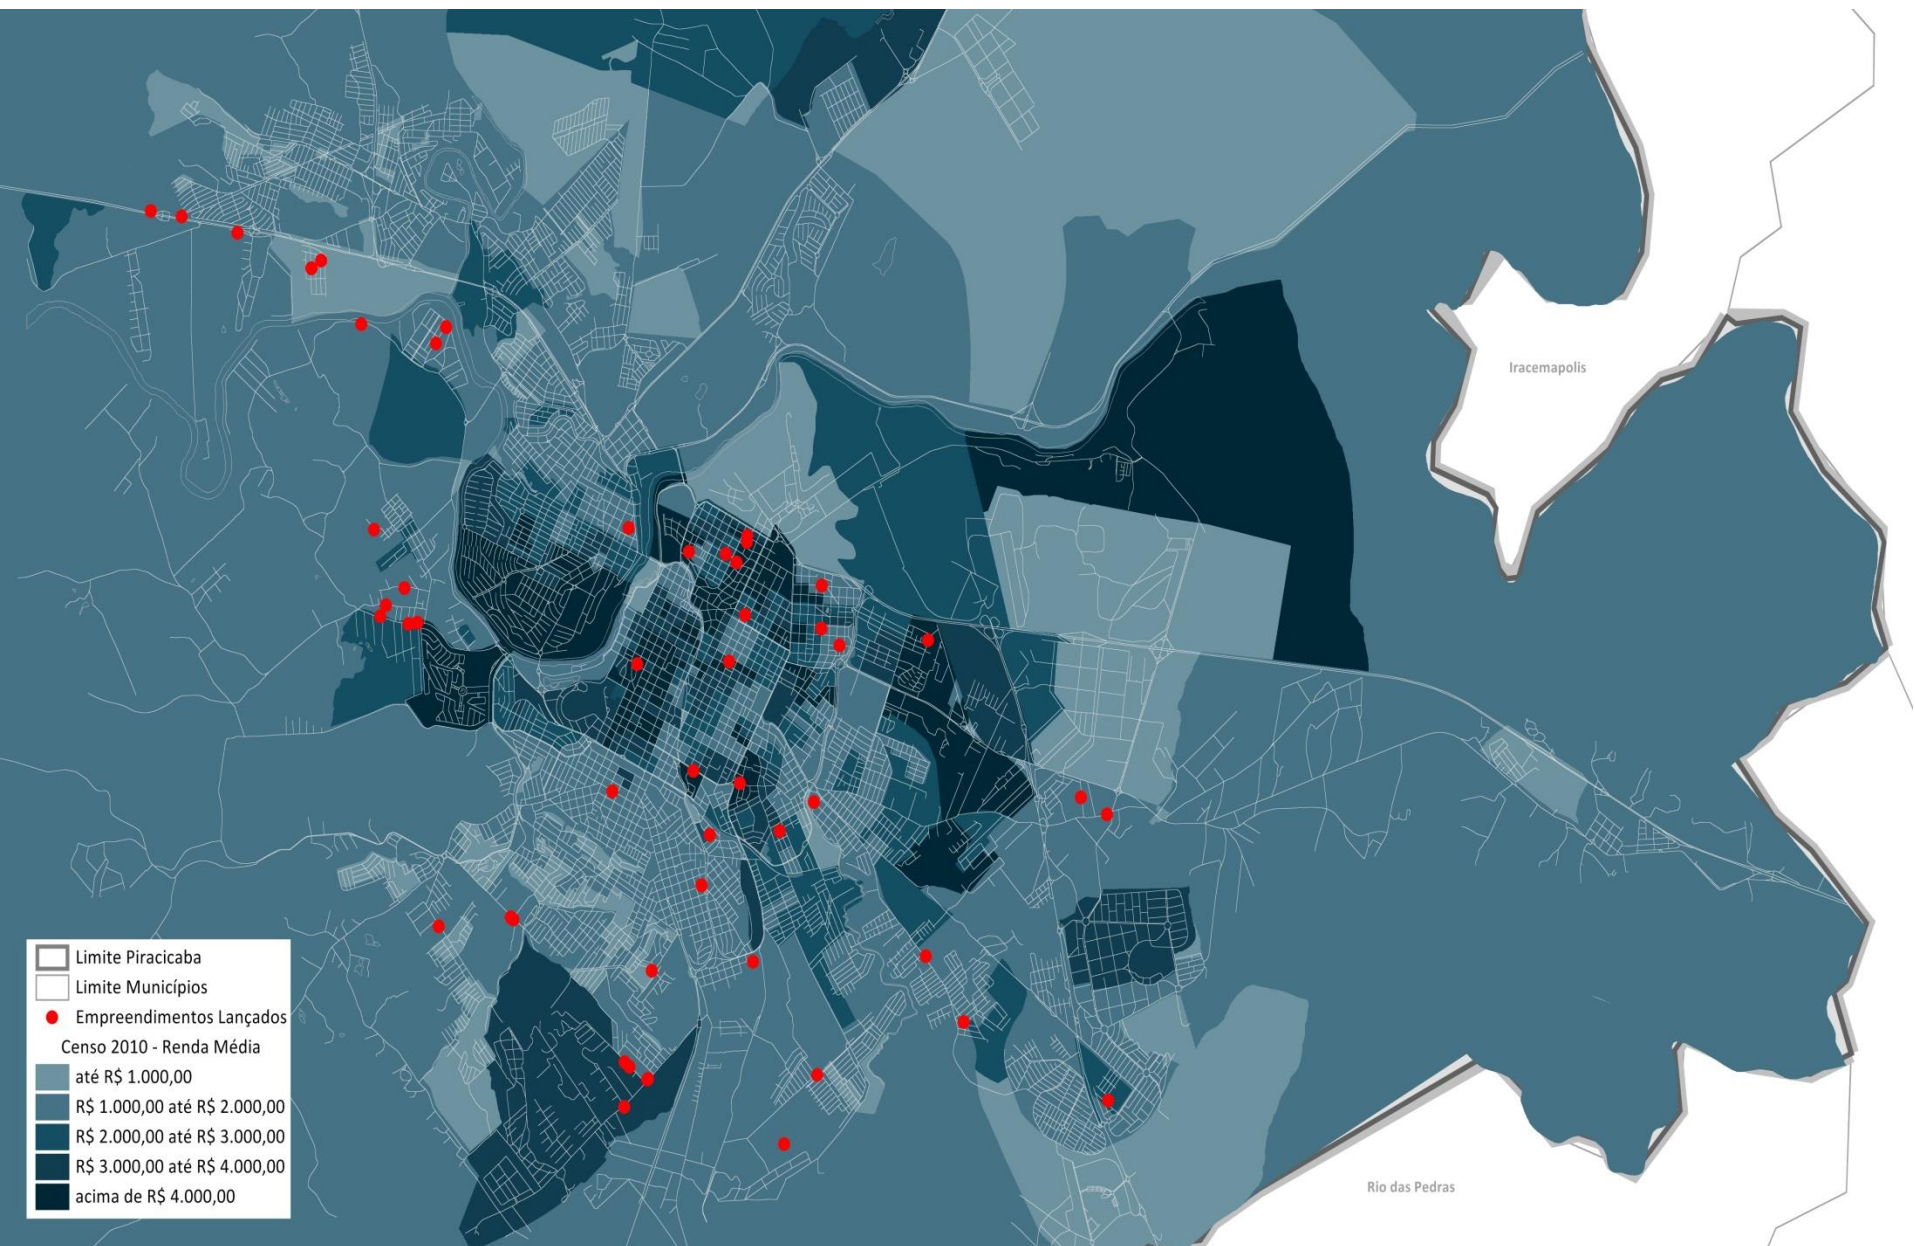 Iracemapolis
Limite Piracicaba
Limite Municípios
Empreendimentos Lançados
Censo 2010 - Renda Média
até R$ 1.000,00
R$ 1.000,00 até R$ 2.000,00
R$ 2.000,00 até R$ 3.000,00
R$ 3.000,00 até R$ 4.000,00
acima de R$ 4.000,00
Rio das Pedras